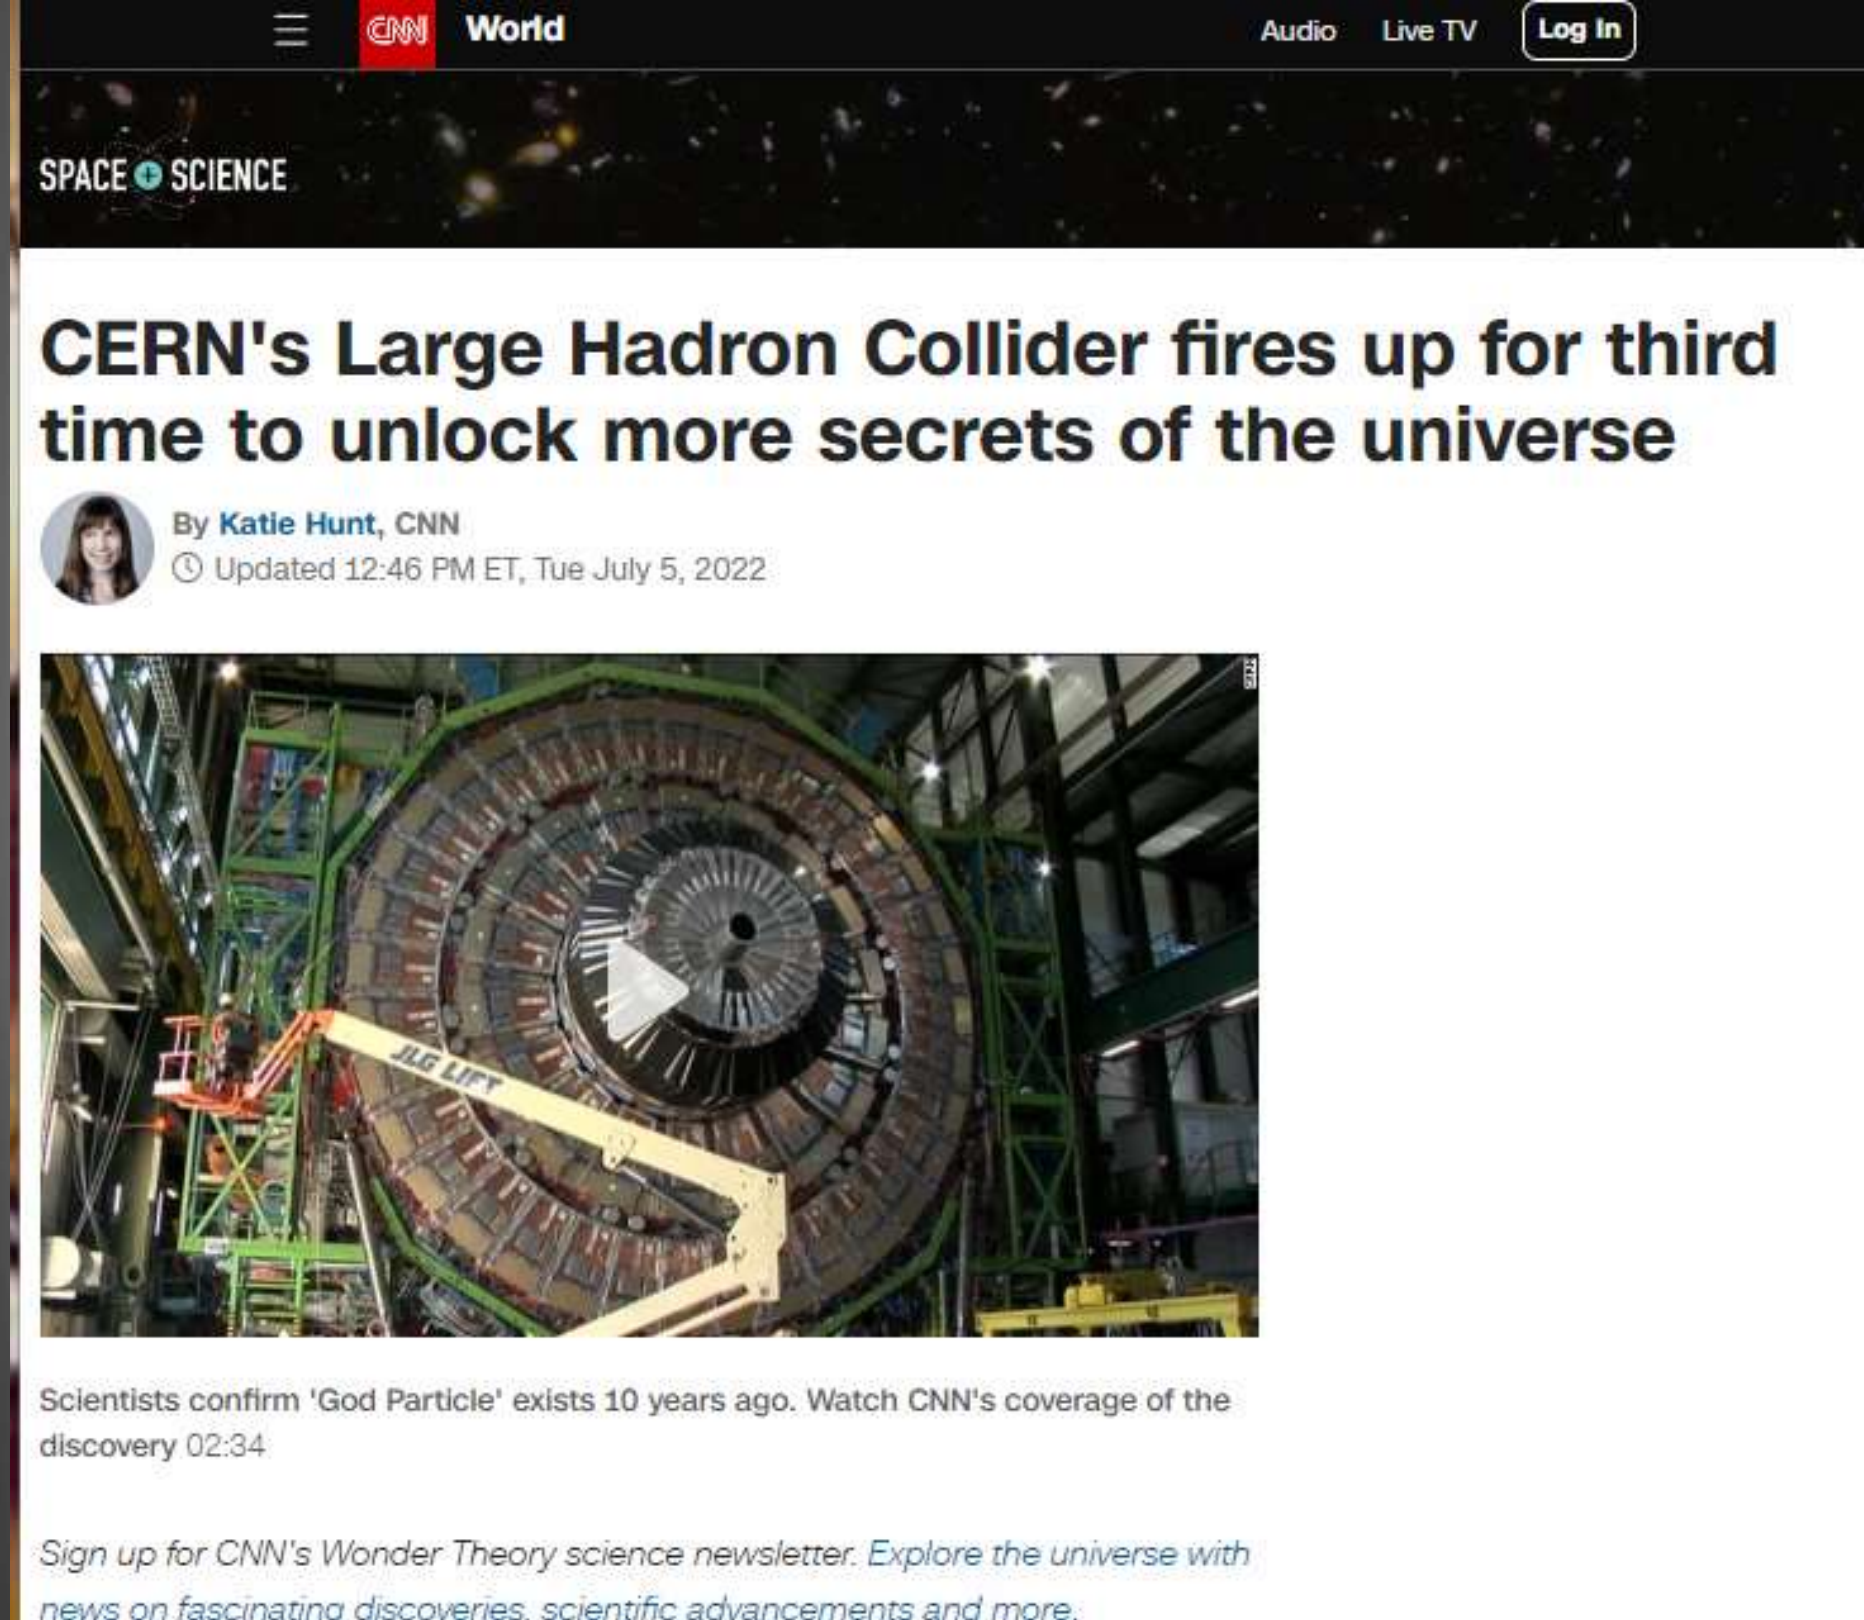 CNN World Audio Live TV Log In
SPACE + SCIENCE
CERN's Large Hadron Collider fires up for third
time to unlock more secrets of the universe
By Katie Hunt, CNN
Updated 12:46 PM ET, Tue July 5, 2022
JLG LIFT
Scientists confirm 'God Particle' exists 10 years ago. Watch CNN's coverage of the
discovery 02:34
Sign up for CNN's Wonder Theory science newsletter. Explore the universe with
news on fascinating discoveries, scientific advancements and more.